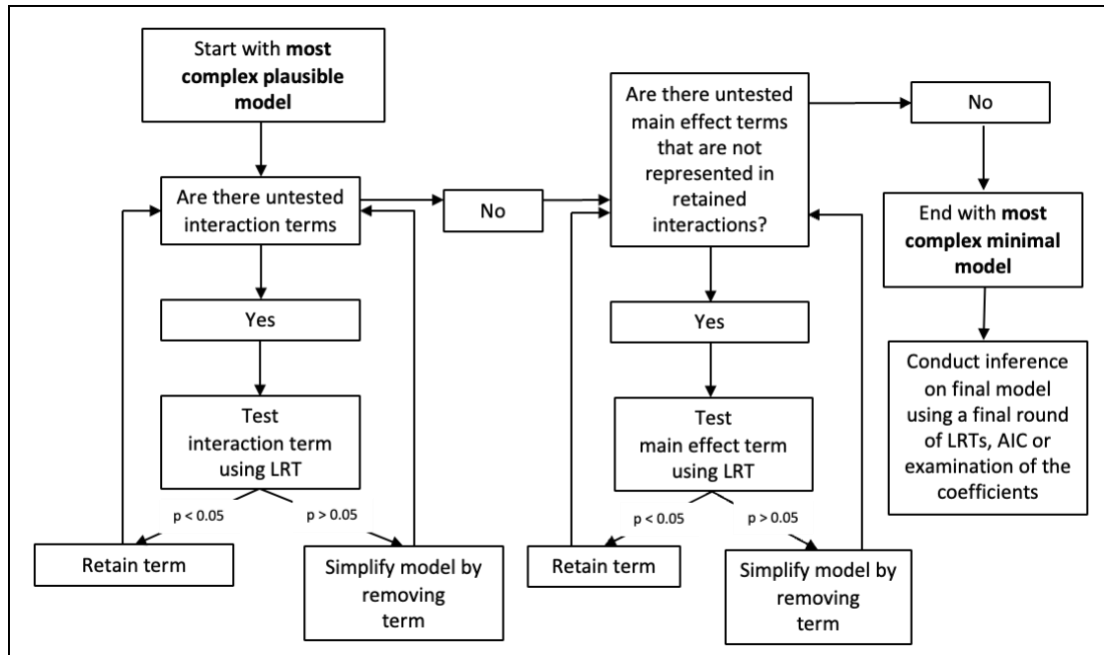 Start with most
complex plausible
model
Are there untested
interaction terms
Yes
Test
interaction term
using LRT
p < 0.05
p > 0.05
Retain term
Simplify model by
removing
term
No
Are there untested
main effect terms
that are not
represented in
retained
interactions?
Yes
Test
main effect term
using LRT
p < 0.05
p > 0.05
Retain term
Simplify model by
removing
term
No
End with most
complex minimal
model
Conduct inference
on final model
using a final round
of LRTs, AIC or
examination of the
coefficients